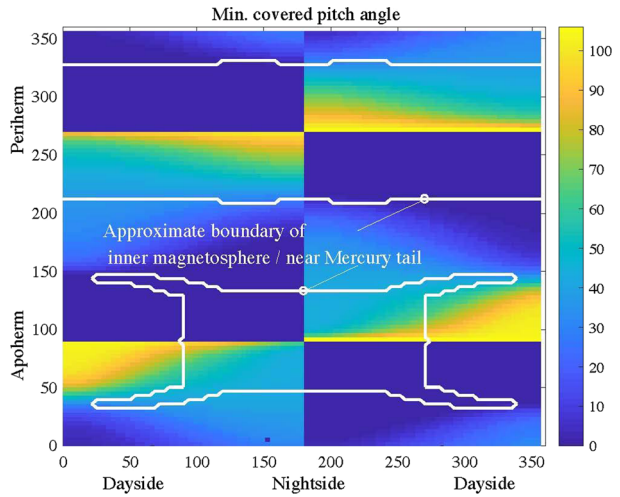 Min. covered pitch angle
350
300
250
200
150
100
50
0
Periherm
Apoherm
Approximate boundary of
inner magnetosphere / near Mercury tail
0 50 100 150 200 250 300 350
Dayside Nightside Dayside
100
90
80
70
60
50
40
30
20
10
0